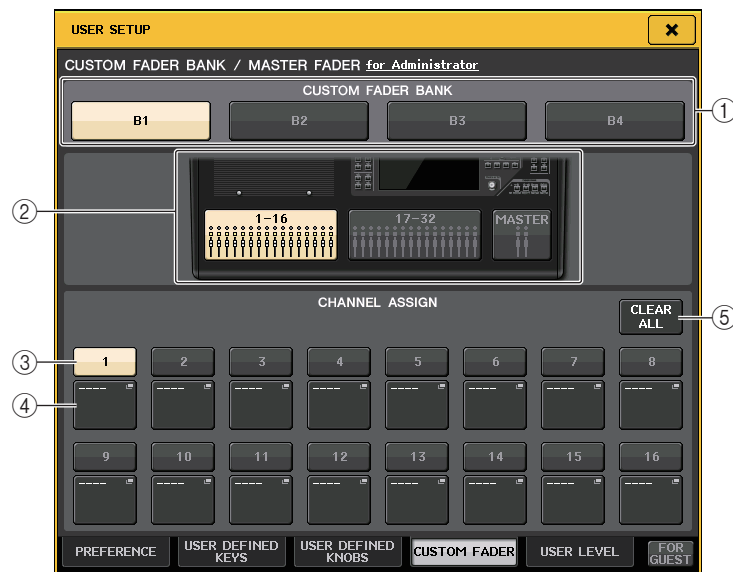 USER SETUP
CUSTOM FADER BANK / MASTER FADER for Administrator
CUSTOM FADER BANK
B1 B2 B3 B4
1
2
1-16 17-32 MASTER
CHANNEL ASSIGN
CLEAR
ALL
5
3
1 2 3 4 5 6 7 8
4
---- ---- ---- ---- ---- ---- ---- ----
9 10 11 12 13 14 15 16
---- ---- ---- ---- ---- ---- ---- ----
PREFERENCE
USER DEFINED
KEYS
USER DEFINED
KNOBS
CUSTOM FADER
USER LEVEL
FOR
GUEST